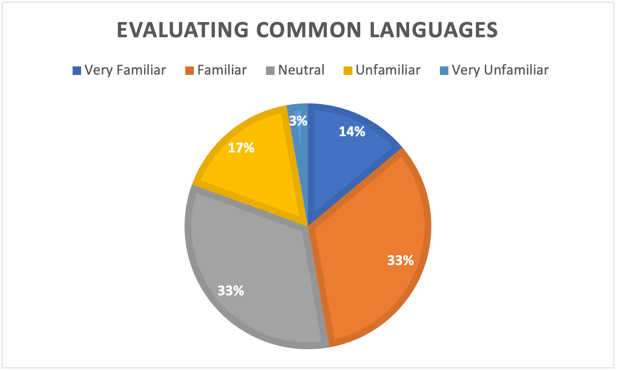 EVALUATING COMMON LANGUAGES
Very Familiar Familiar Neutral Unfamiliar Very Unfamiliar
3%
14%
17%
33%
33%